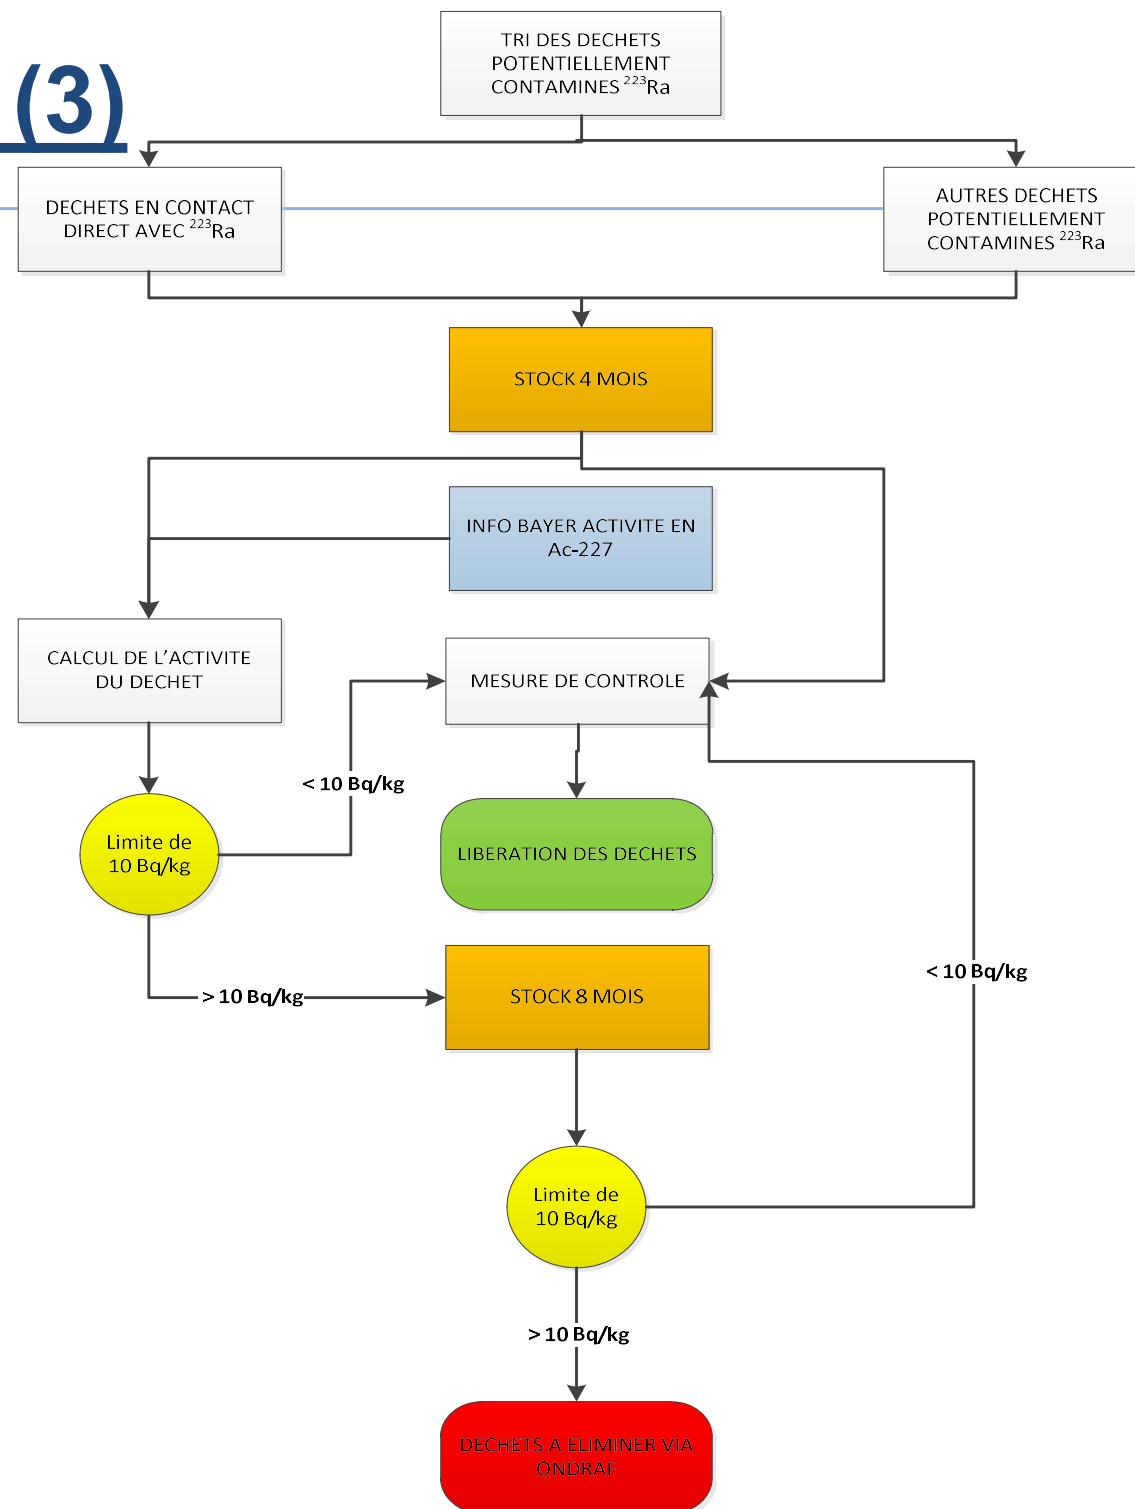 (3)
TRI DES DECHETS
POTENTIELLEMENT
CONTAMINES ²²³Ra
DECHETS EN CONTACT
DIRECT AVEC ²²³Ra
AUTRES DECHETS
POTENTIELLEMENT
CONTAMINES ²²³Ra
STOCK 4 MOIS
INFO BAYER ACTIVITE EN
Ac-227
CALCUL DE L’ACTIVITE
DU DECHET
MESURE DE CONTROLE
< 10 Bq/kg
Limite de
10 Bq/kg
LIBERATION DES DECHETS
< 10 Bq/kg
> 10 Bq/kg
STOCK 8 MOIS
Limite de
10 Bq/kg
> 10 Bq/kg
DECHETS A ELIMINER VIA
ONDRAF